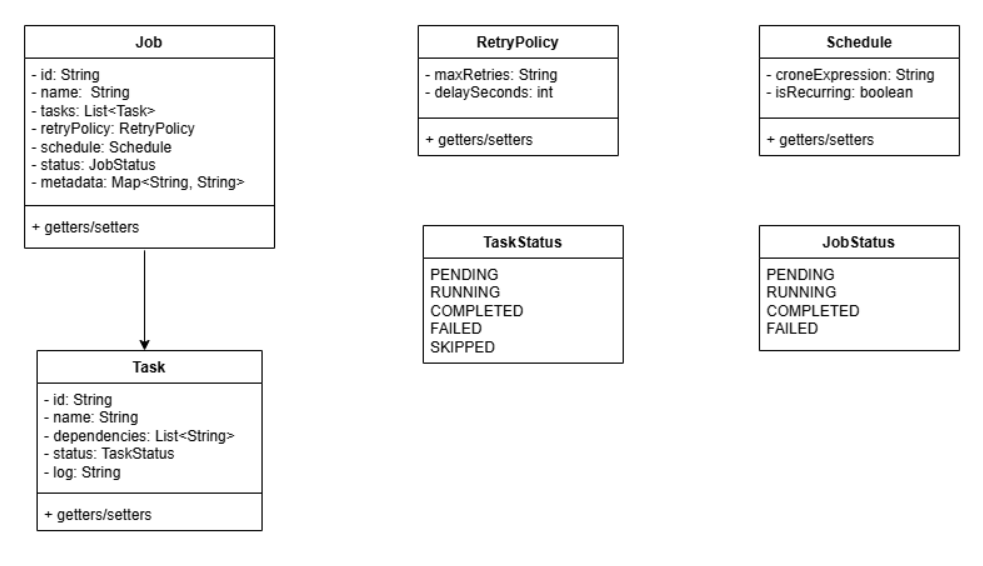 Job
- id: String
- name: String
- tasks: List<Task>
- retryPolicy: RetryPolicy
- schedule: Schedule
- status: JobStatus
- metadata: Map<String, String>
+ getters/setters
RetryPolicy
- maxRetries: String
- delaySeconds: int
+ getters/setters
Schedule
- croneExpression: String
- isRecurring: boolean
+ getters/setters
TaskStatus
PENDING
RUNNING
COMPLETED
FAILED
SKIPPED
JobStatus
PENDING
RUNNING
COMPLETED
FAILED
Task
- id: String
- name: String
- dependencies: List<String>
- status: TaskStatus
- log: String
+ getters/setters